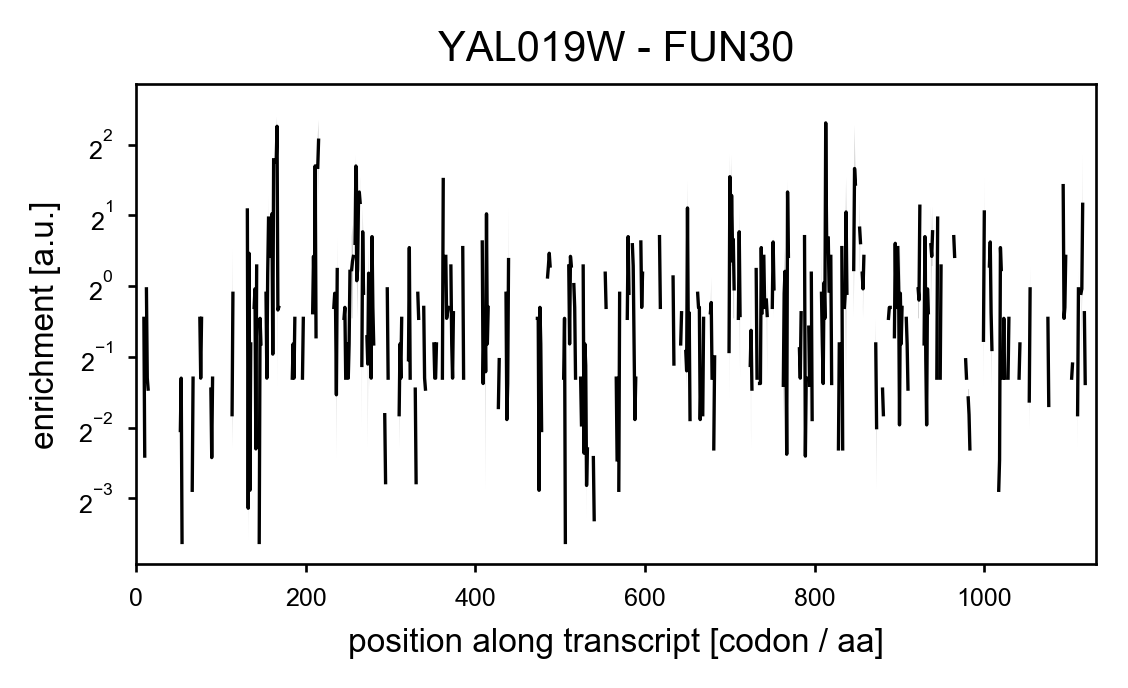 YAL019W - FUN30
enrichment [a.u.]
2²
2¹
2⁰
2⁻¹
2⁻²
2⁻³
0 200 400 600 800 1000
position along transcript [codon / aa]